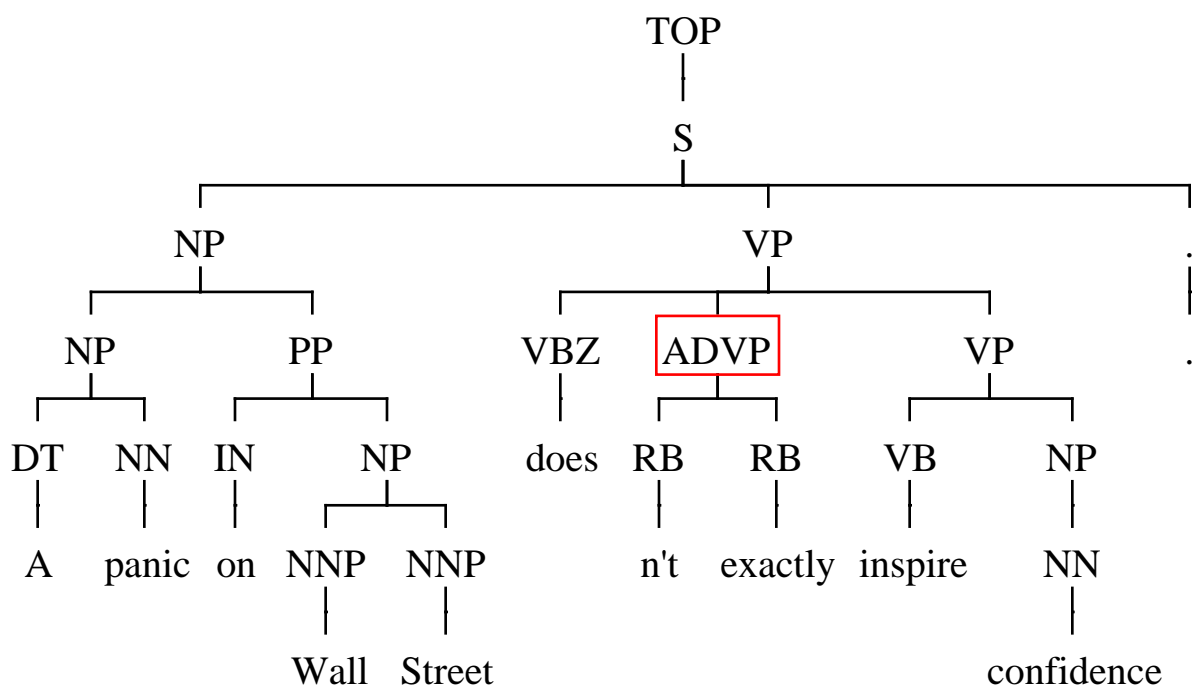 TOP
S
NP VP .
NP PP VBZ ADVP VP .
DT NN IN NP does RB RB VB NP
A panic on NNP NNP n't exactly inspire NN
Wall Street confidence